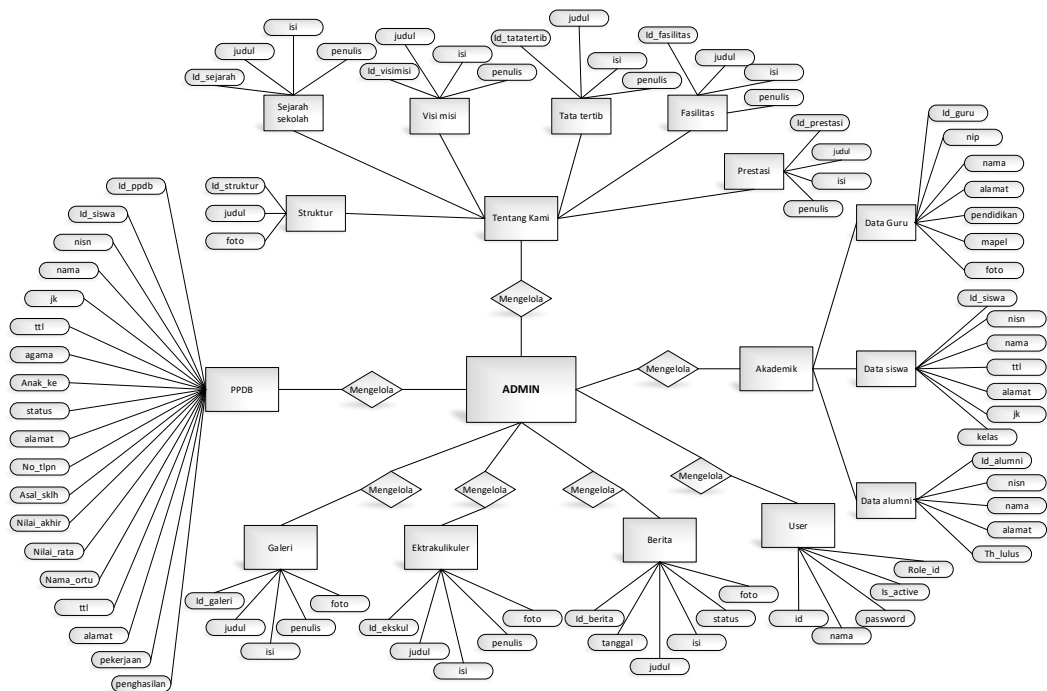 isi
judul
penulis
Id_sejarah
Sejarah
sekolah
judul
isi
Id_visimisi
penulis
Visi misi
judul
Id_tatatertib
isi
penulis
Tata tertib
Id_fasilitas
judul
isi
penulis
Fasilitas
Id_prestasi
judul
isi
penulis
Prestasi
Id_struktur
judul
foto
Struktur
Tentang Kami
Mengelola
Id_guru
nip
nama
alamat
pendidikan
mapel
foto
Data Guru
Id_ppdb
Id_siswa
nisn
nama
jk
ttl
agama
Anak_ke
status
alamat
No_tlpn
Asal_sklh
Nilai_akhir
Nilai_rata
Nama_ortu
ttl
alamat
pekerjaan
penghasilan
PPDB
Mengelola
ADMIN
Mengelola
Akademik
Id_siswa
nisn
nama
ttl
alamat
jk
kelas
Data siswa
Id_alumni
nisn
nama
alamat
Th_lulus
Data alumni
Mengelola
Mengelola
Mengelola
Mengelola
Galeri
Id_galeri
judul
isi
penulis
foto
Ektrakulikuler
Id_ekskul
judul
isi
penulis
foto
Berita
Id_berita
tanggal
judul
isi
status
foto
User
id
nama
password
Is_active
Role_id